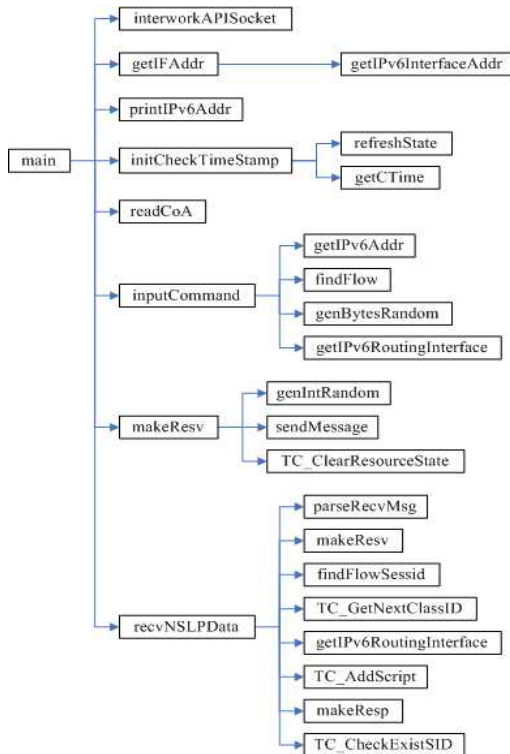 interworkAPISocket
getIFAddr
getIPv6InterfaceAddr
printIPv6Addr
main
initCheckTimeStamp
refreshState
getCTime
readCoA
inputCommand
getIPv6Addr
findFlow
genBytesRandom
getIPv6RoutingInterface
makeResv
genIntRandom
sendMessage
TC_ClearResourceState
recvNSLPData
parseRecvMsg
makeResv
findFlowSessid
TC_GetNextClassID
getIPv6RoutingInterface
TC_AddScript
makeResp
TC_CheckExistSID